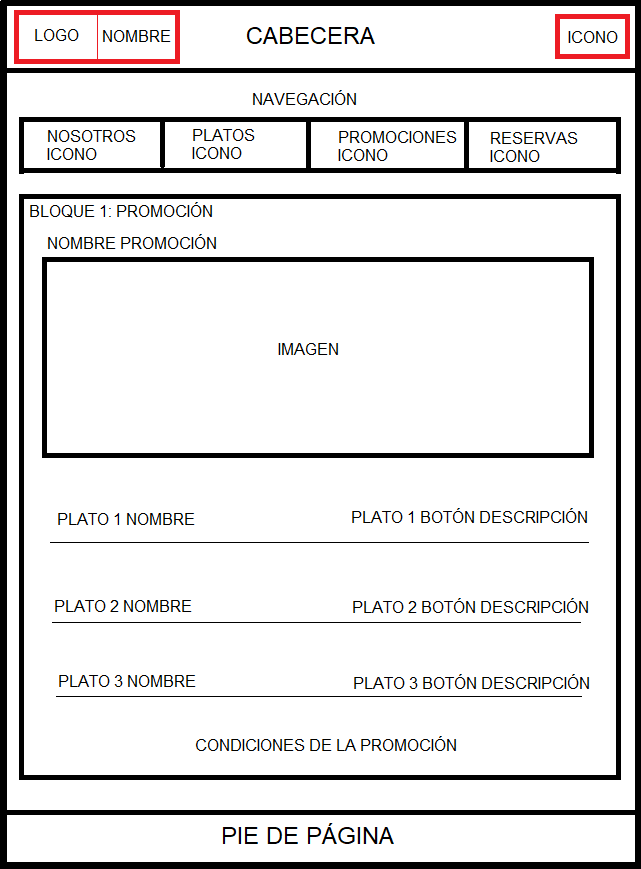 LOGO NOMBRE CABECERA ICONO
NAVEGACIÓN
NOSOTROS
ICONO
PLATOS
ICONO
PROMOCIONES
ICONO
RESERVAS
ICONO
BLOQUE 1: PROMOCIÓN
NOMBRE PROMOCIÓN
IMAGEN
PLATO 1 NOMBRE PLATO 1 BOTÓN DESCRIPCIÓN
PLATO 2 NOMBRE PLATO 2 BOTÓN DESCRIPCIÓN
PLATO 3 NOMBRE PLATO 3 BOTÓN DESCRIPCIÓN
CONDICIONES DE LA PROMOCIÓN
PIE DE PÁGINA